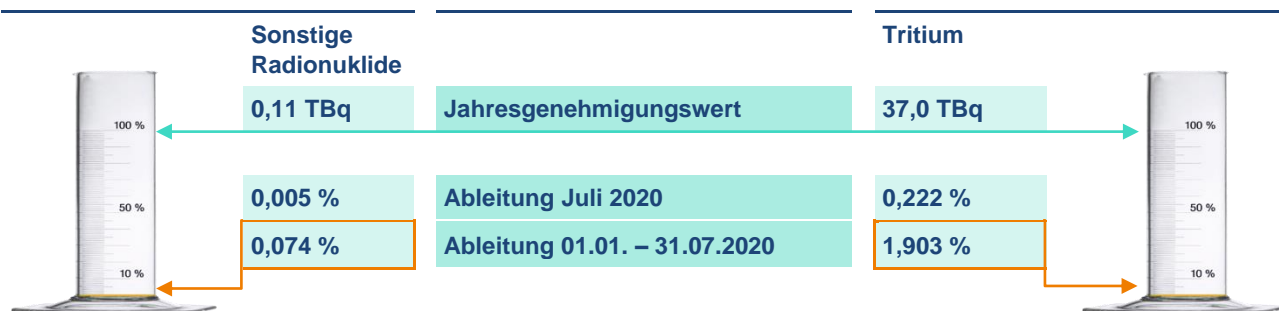 Sonstige
Radionuklide
Tritium
0,11 TBq
Jahresgenehmigungswert
37,0 TBq
100 %
100 %
0,005 %
Ableitung Juli 2020
0,222 %
50 %
50 %
0,074 %
Ableitung 01.01. – 31.07.2020
1,903 %
10 %
10 %